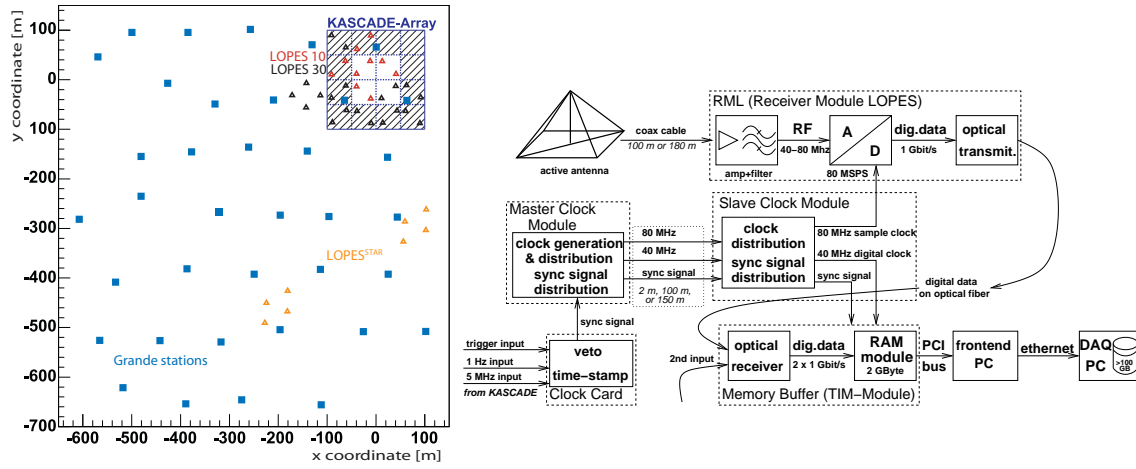 y coordinate [m]
100
0
100
-200
-300
-400
-500
-600
-700
KASCADE-Array
LOPES 10
LOPES 30
LOPES STAR
Grande stations
-600 -500 -400 -300 -200 -100 0 100
x coordinate [m]
RML (Receiver Module LOPES)
coax cable
100 m or 180 m
active antenna
amp+filter
RF
40−80 Mhz
A
D
80 MSPS
dig.data
1 Gbit/s
optical
transmit.
Master Clock
Module
clock generation
& distribution
sync signal
distribution
80 MHz
40 MHz
sync signal
2 m, 100 m,
or 150 m
Slave Clock Module
clock
distribution
sync signal
distribution
80 MHz sample clock
40 MHz digital clock
sync signal
digital data
on optical fiber
sync signal
trigger input
1 Hz input
5 MHz input
from KASCADE
veto
time−stamp
Clock Card
2nd input
optical
receiver
dig.data
2 x 1 Gbit/s
RAM
module
2 GByte
Memory Buffer (TIM−Module)
PCI
bus
frontend
PC
ethernet
DAQ
PC
>100
GB